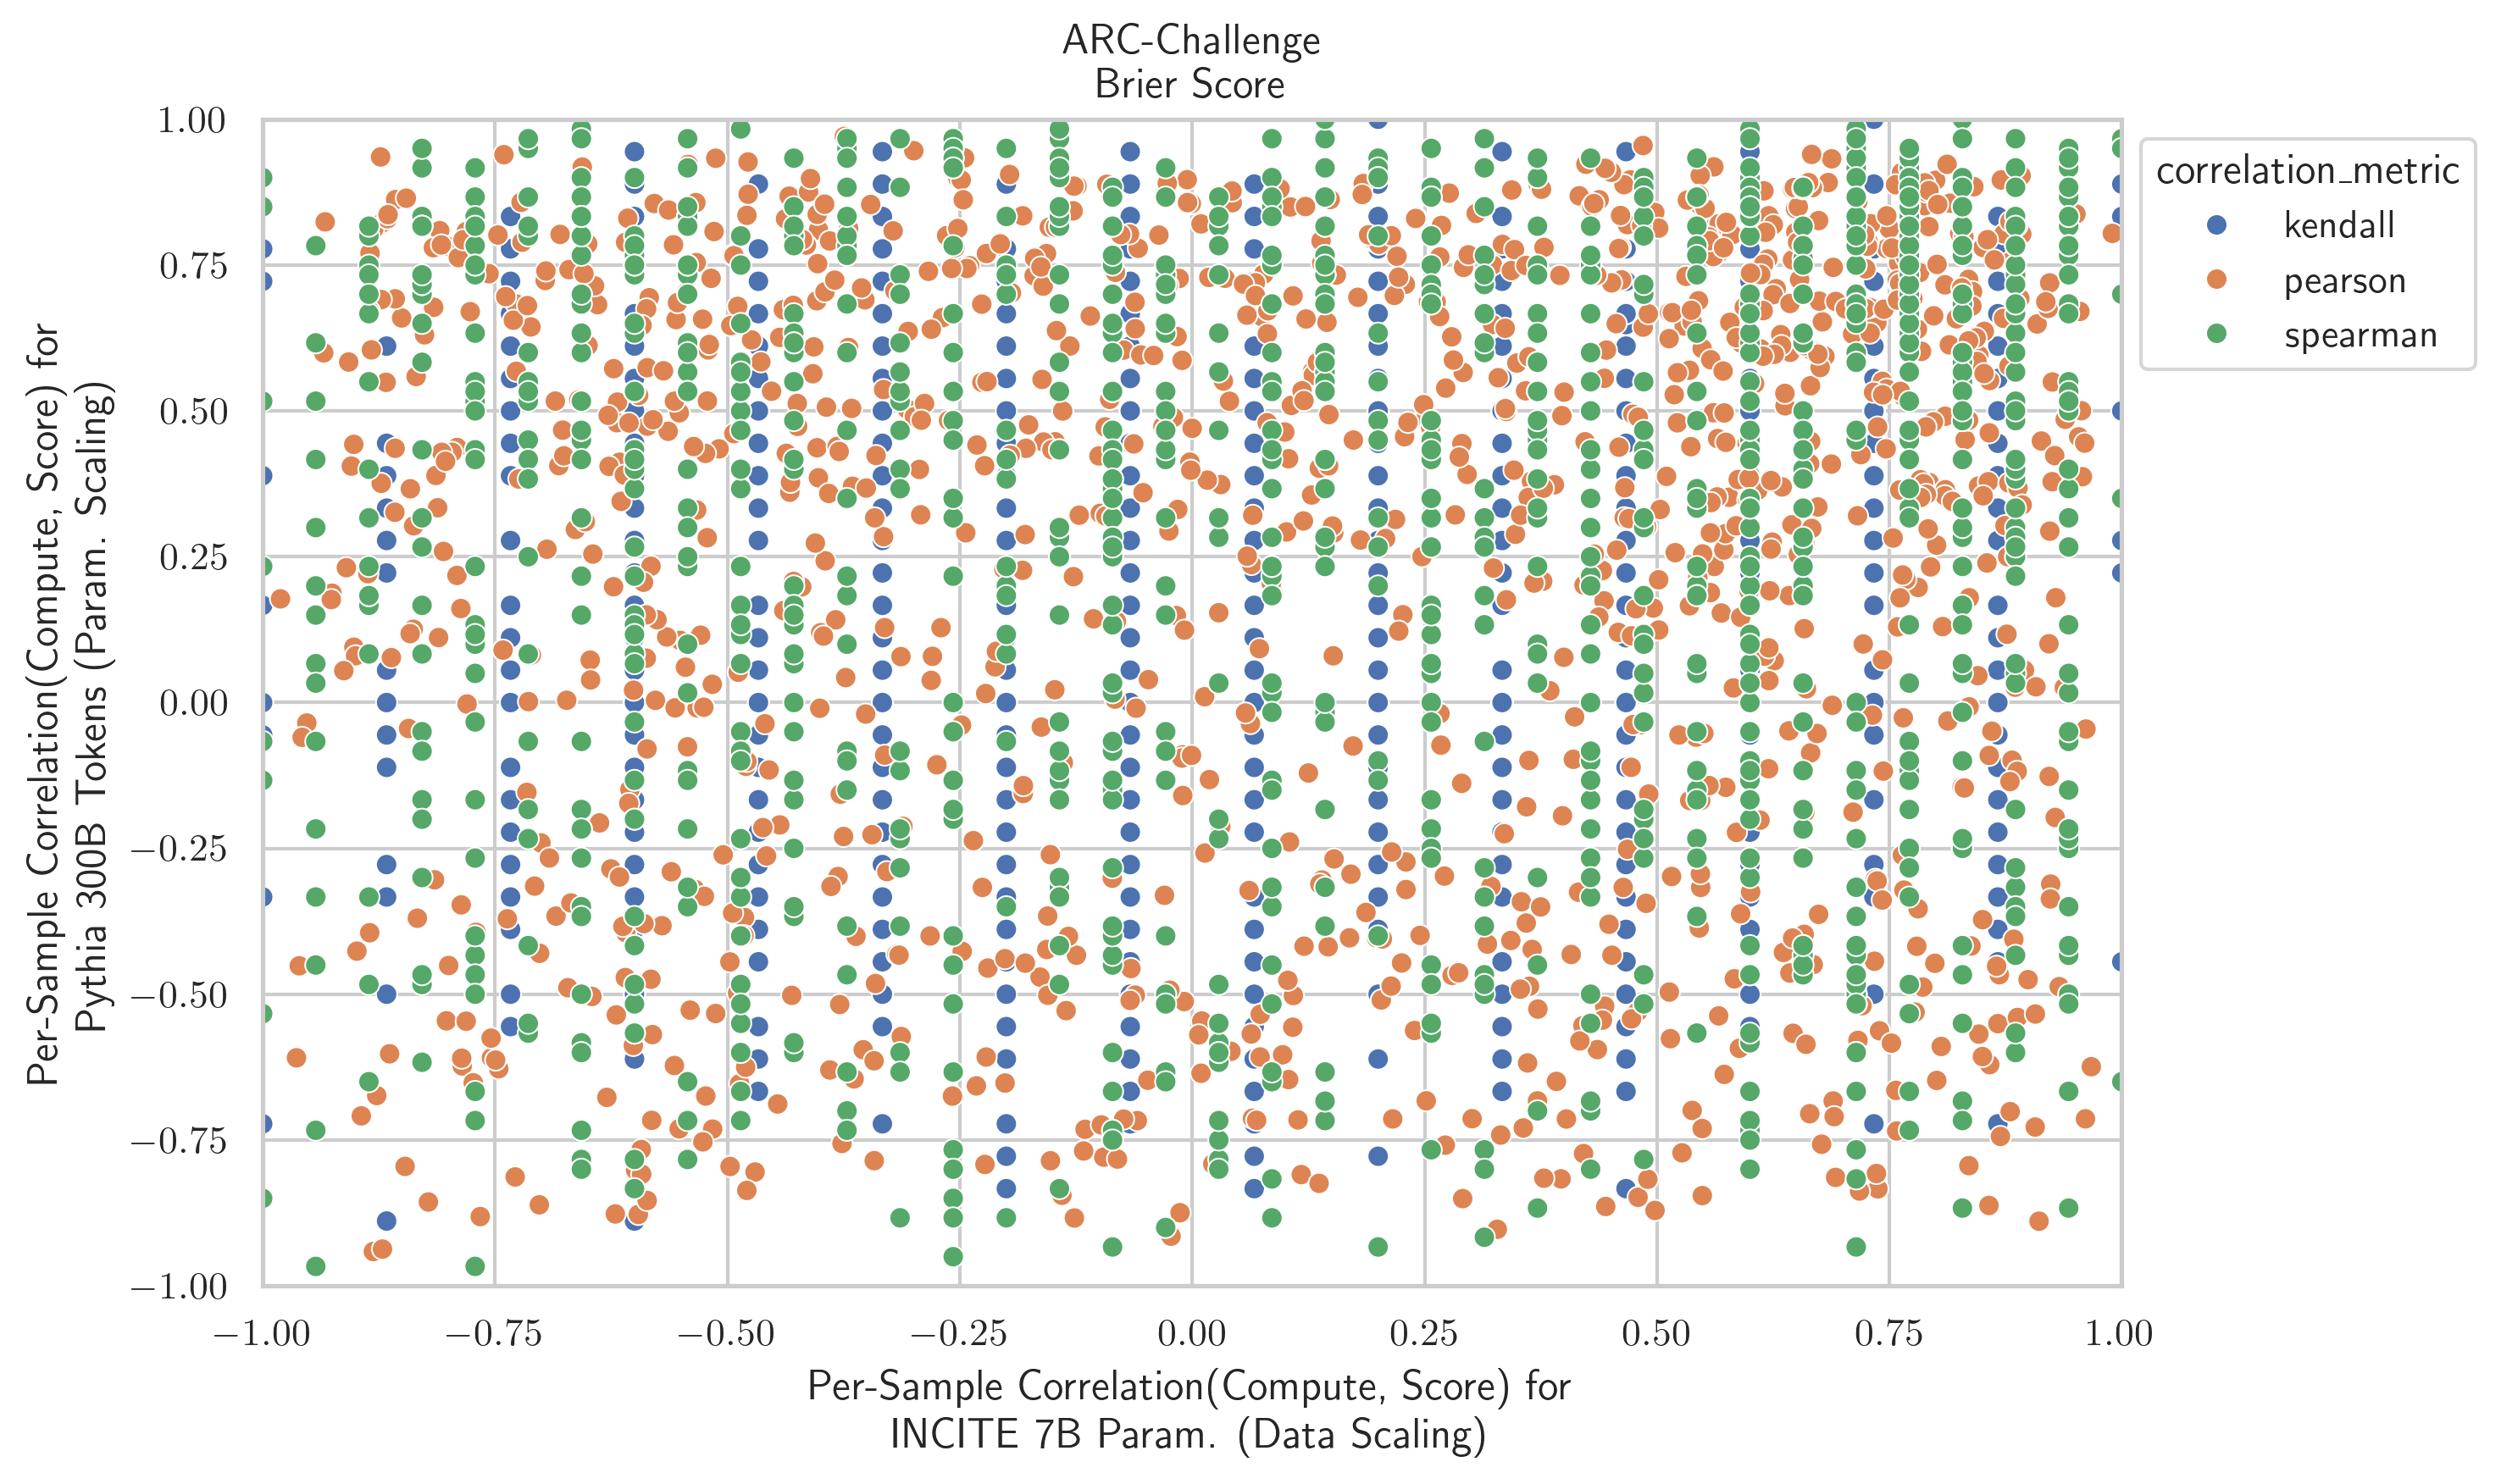 ARC-Challenge
Brier Score
Per-Sample Correlation(Compute, Score) for
Pythia 300B Tokens (Param. Scaling)
1.00
0.75
0.50
0.25
0.00
−0.25
−0.50
−0.75
−1.00
−1.00 −0.75 −0.50 −0.25 0.00 0.25 0.50 0.75 1.00
Per-Sample Correlation(Compute, Score) for
INCITE 7B Param. (Data Scaling)
correlation_metric
kendall
pearson
spearman